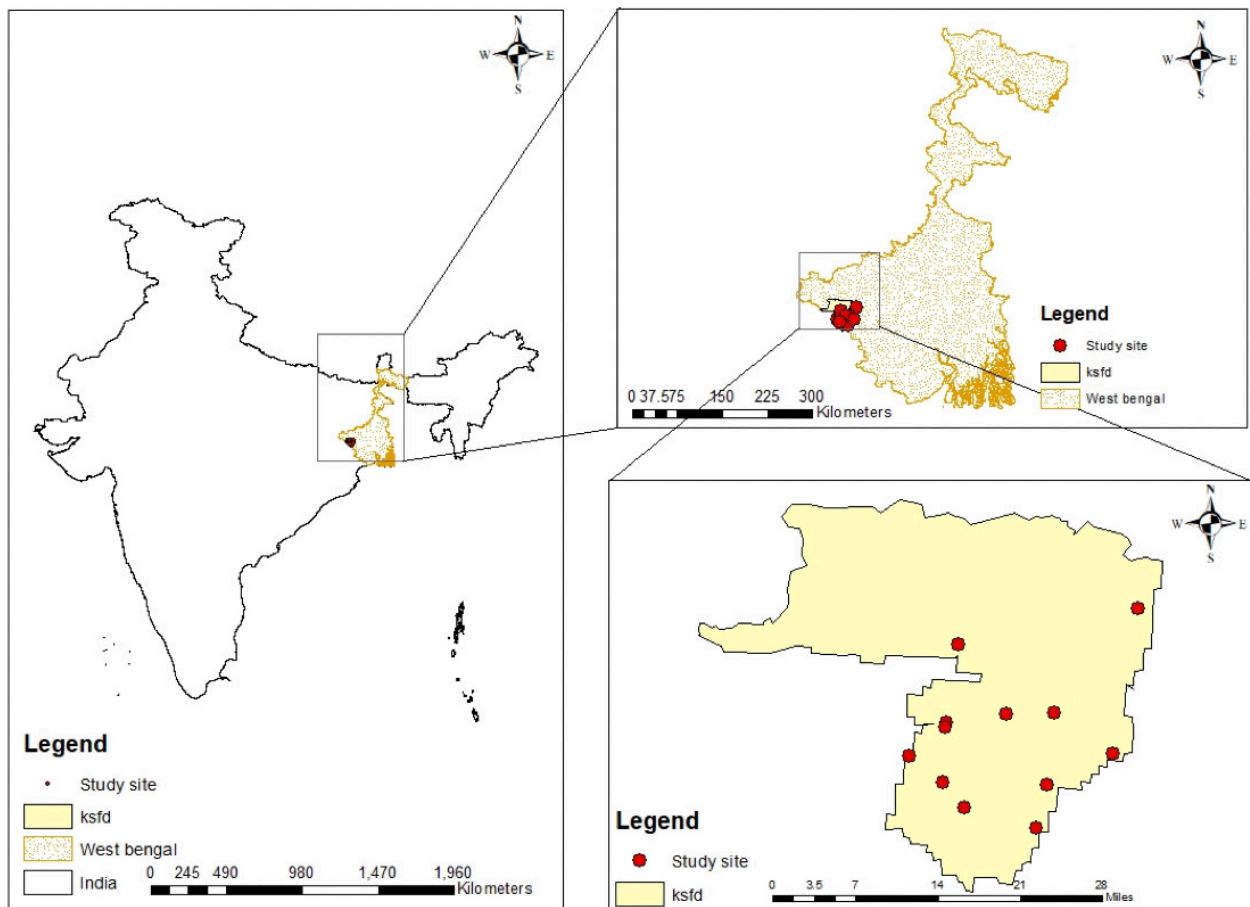 N
W E
S
Legend
Study site
ksfd
West bengal
India
0 245 490 980 1,470 1,960
Kilometers
N
W E
S
Legend
Study site
ksfd
West bengal
0 37.575 150 225 300
Kilometers
N
W E
S
Legend
Study site
ksfd
0 3.5 7 14 21 28
Miles